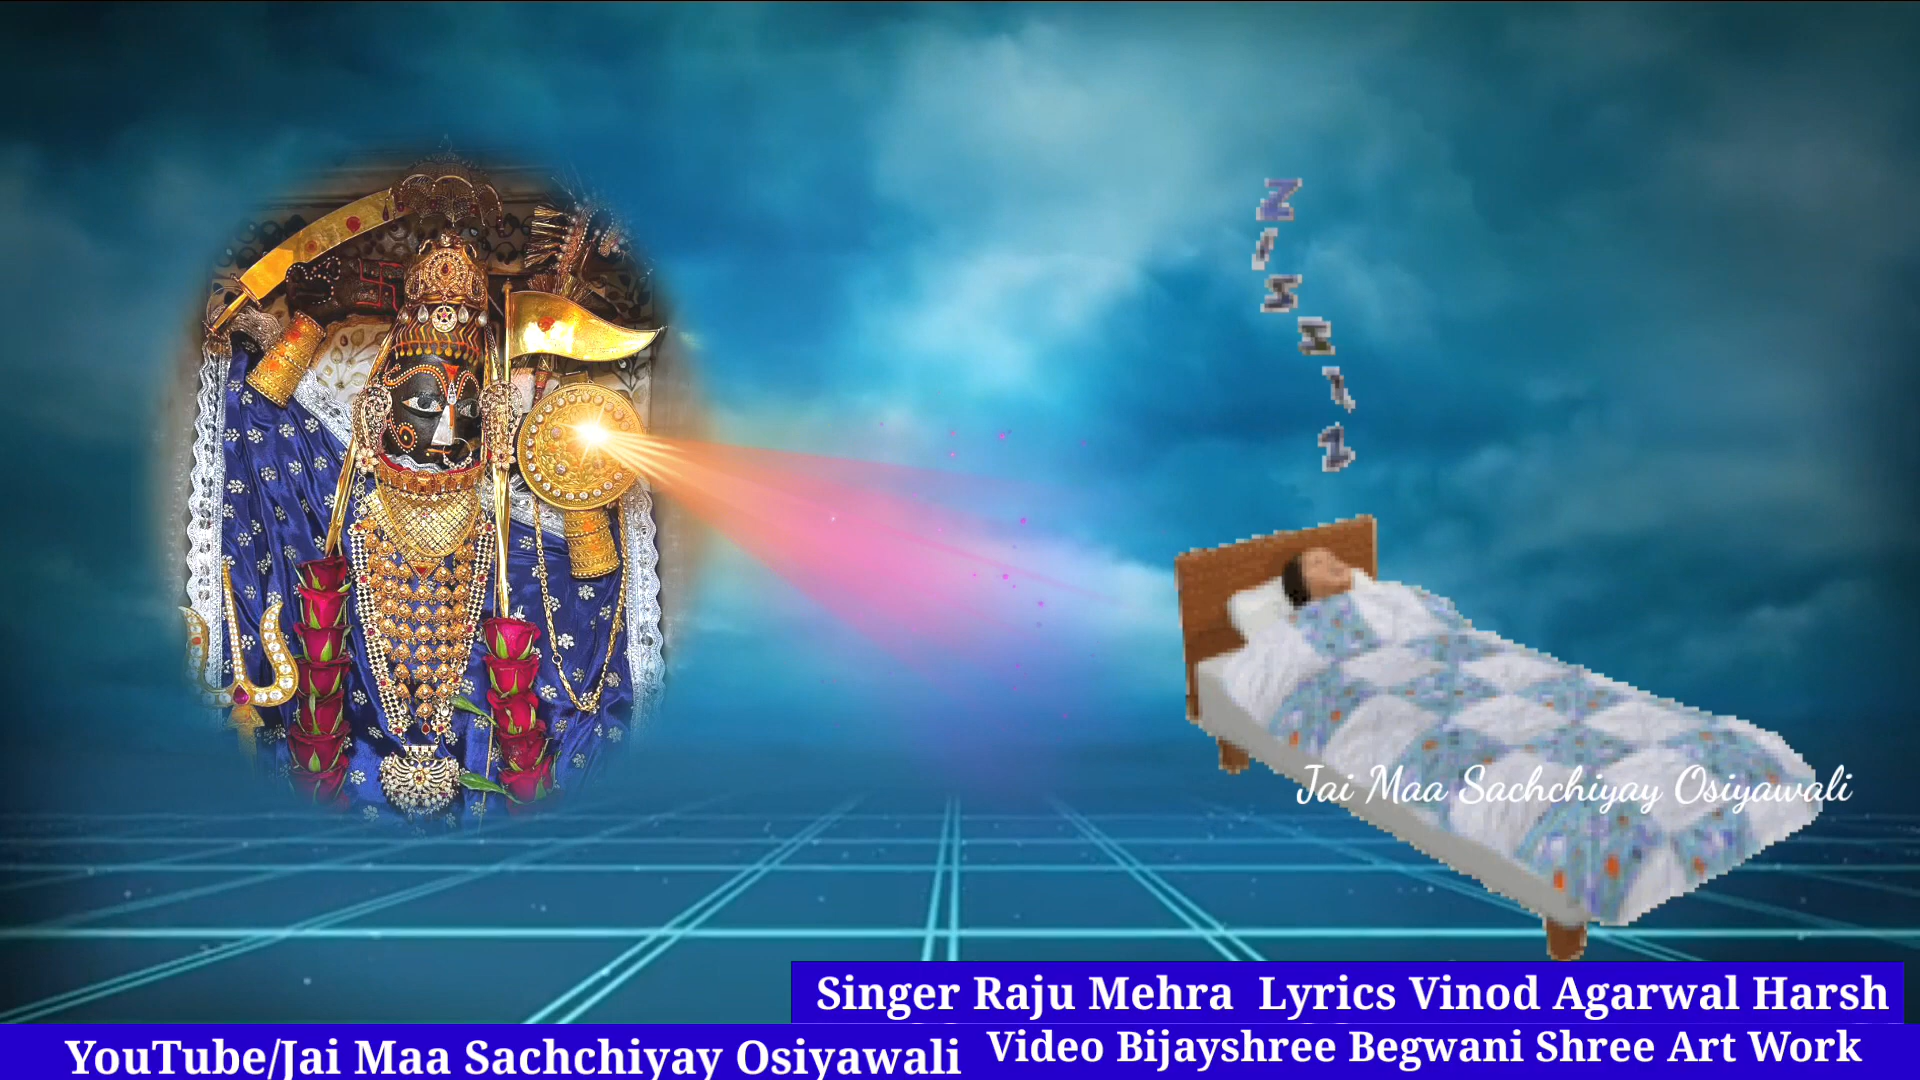 Jai Maa Sachchiyay Osiyawali
Singer Raju Mehra Lyrics Vinod Agarwal Harsh
YouTube/Jai Maa Sachchiyay Osiyawali
Video Bijayshree Begwani Shree Art Work